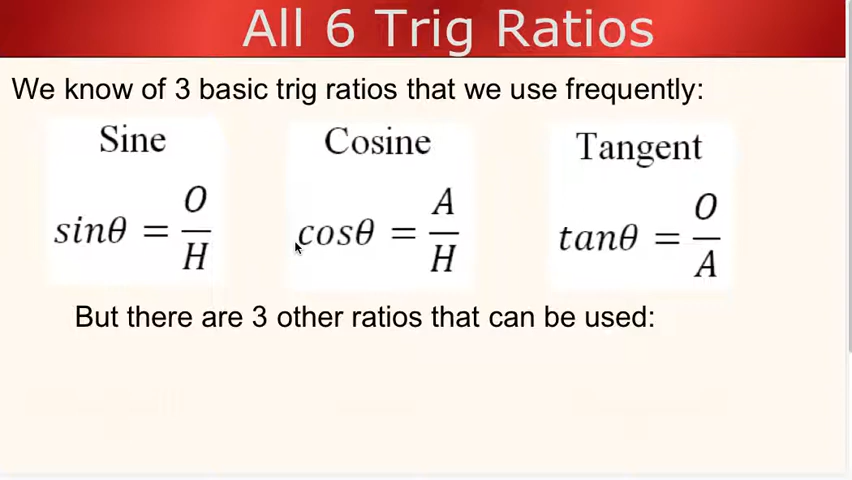 All 6 Trig Ratios
We know of 3 basic trig ratios that we use frequently:
Sine
sinθ = O/H
Cosine
cosθ = A/H
Tangent
tanθ = O/A
But there are 3 other ratios that can be used: